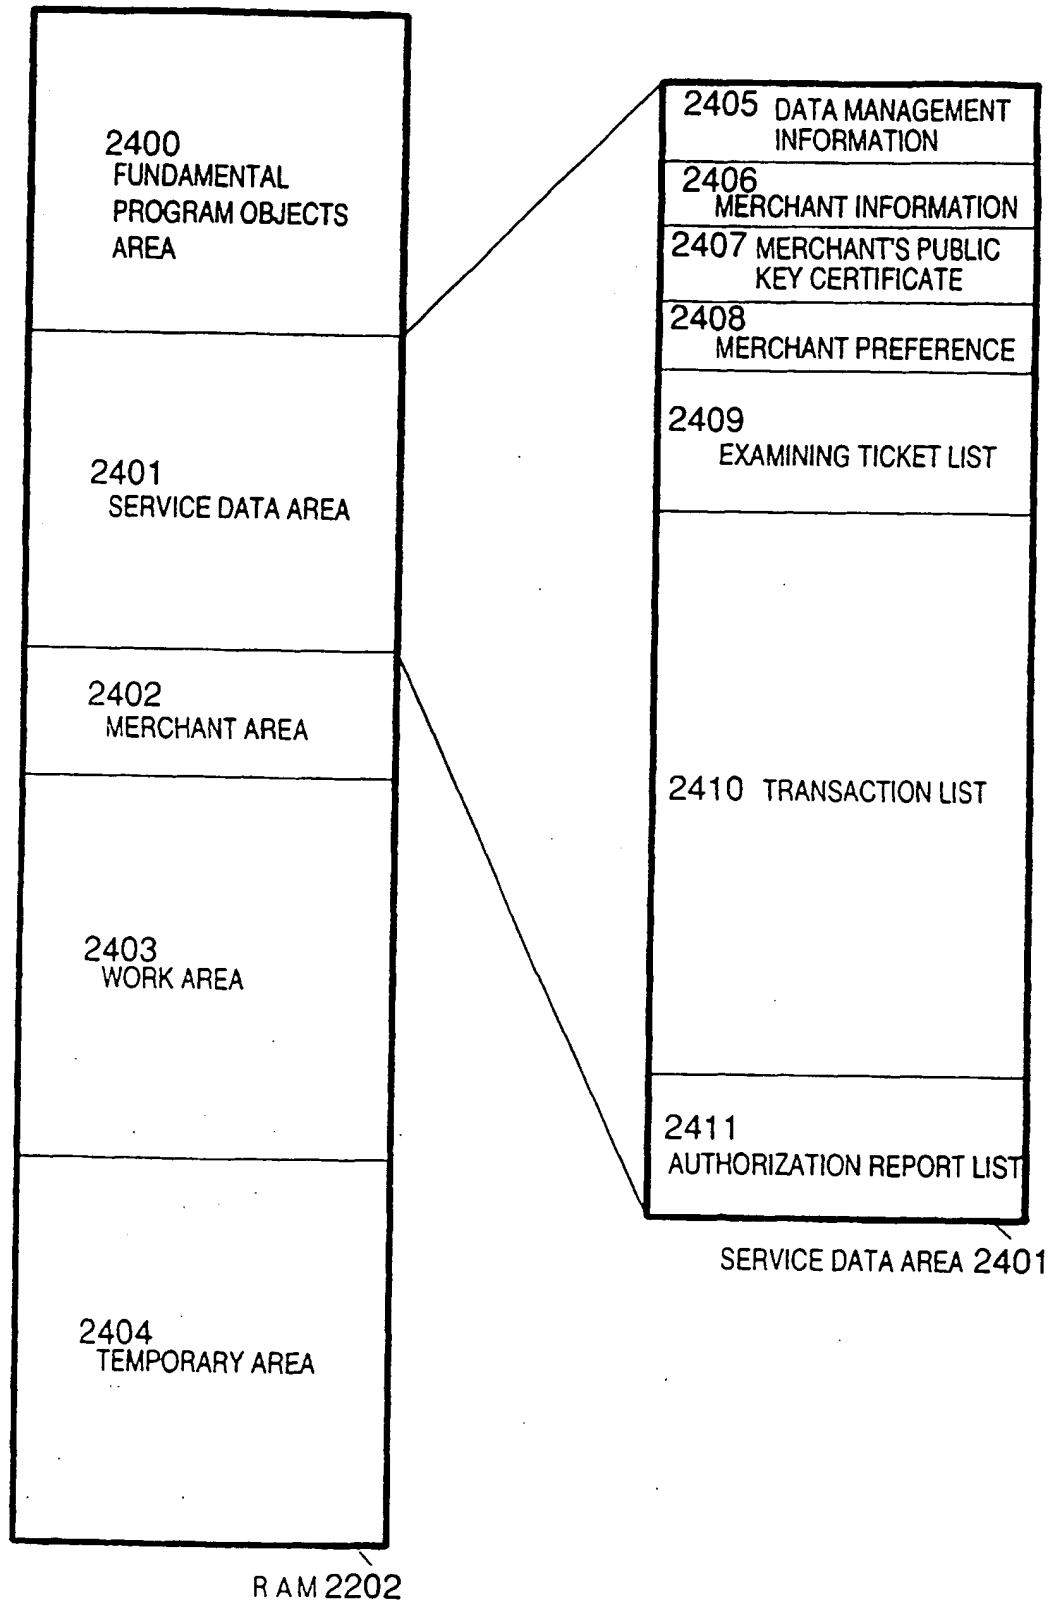 2400
FUNDAMENTAL
PROGRAM OBJECTS
AREA
2401
SERVICE DATA AREA
2402
MERCHANT AREA
2403
WORK AREA
2404
TEMPORARY AREA
RAM 2202
2405 DATA MANAGEMENT
INFORMATION
2406
MERCHANT INFORMATION
2407 MERCHANT'S PUBLIC
KEY CERTIFICATE
2408
MERCHANT PREFERENCE
2409
EXAMINING TICKET LIST
2410 TRANSACTION LIST
2411
AUTHORIZATION REPORT LIST
SERVICE DATA AREA 2401